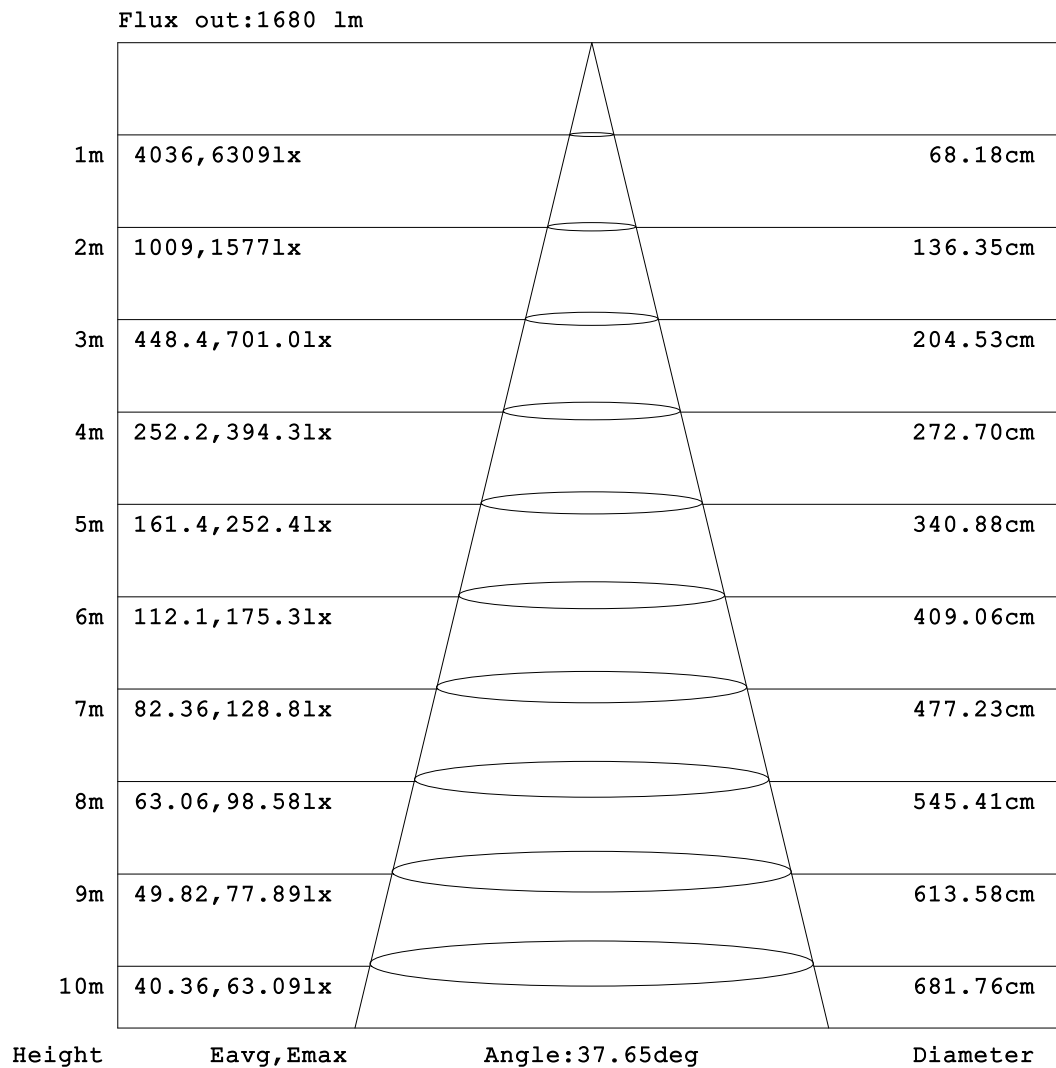 Flux out:1680 lm
1m 4036,6309lx 68.18cm
2m 1009,1577lx 136.35cm
3m 448.4,701.0lx 204.53cm
4m 252.2,394.3lx 272.70cm
5m 161.4,252.4lx 340.88cm
6m 112.1,175.3lx 409.06cm
7m 82.36,128.8lx 477.23cm
8m 63.06,98.58lx 545.41cm
9m 49.82,77.89lx 613.58cm
10m 40.36,63.09lx 681.76cm
Height Eavg,Emax Angle:37.65deg Diameter